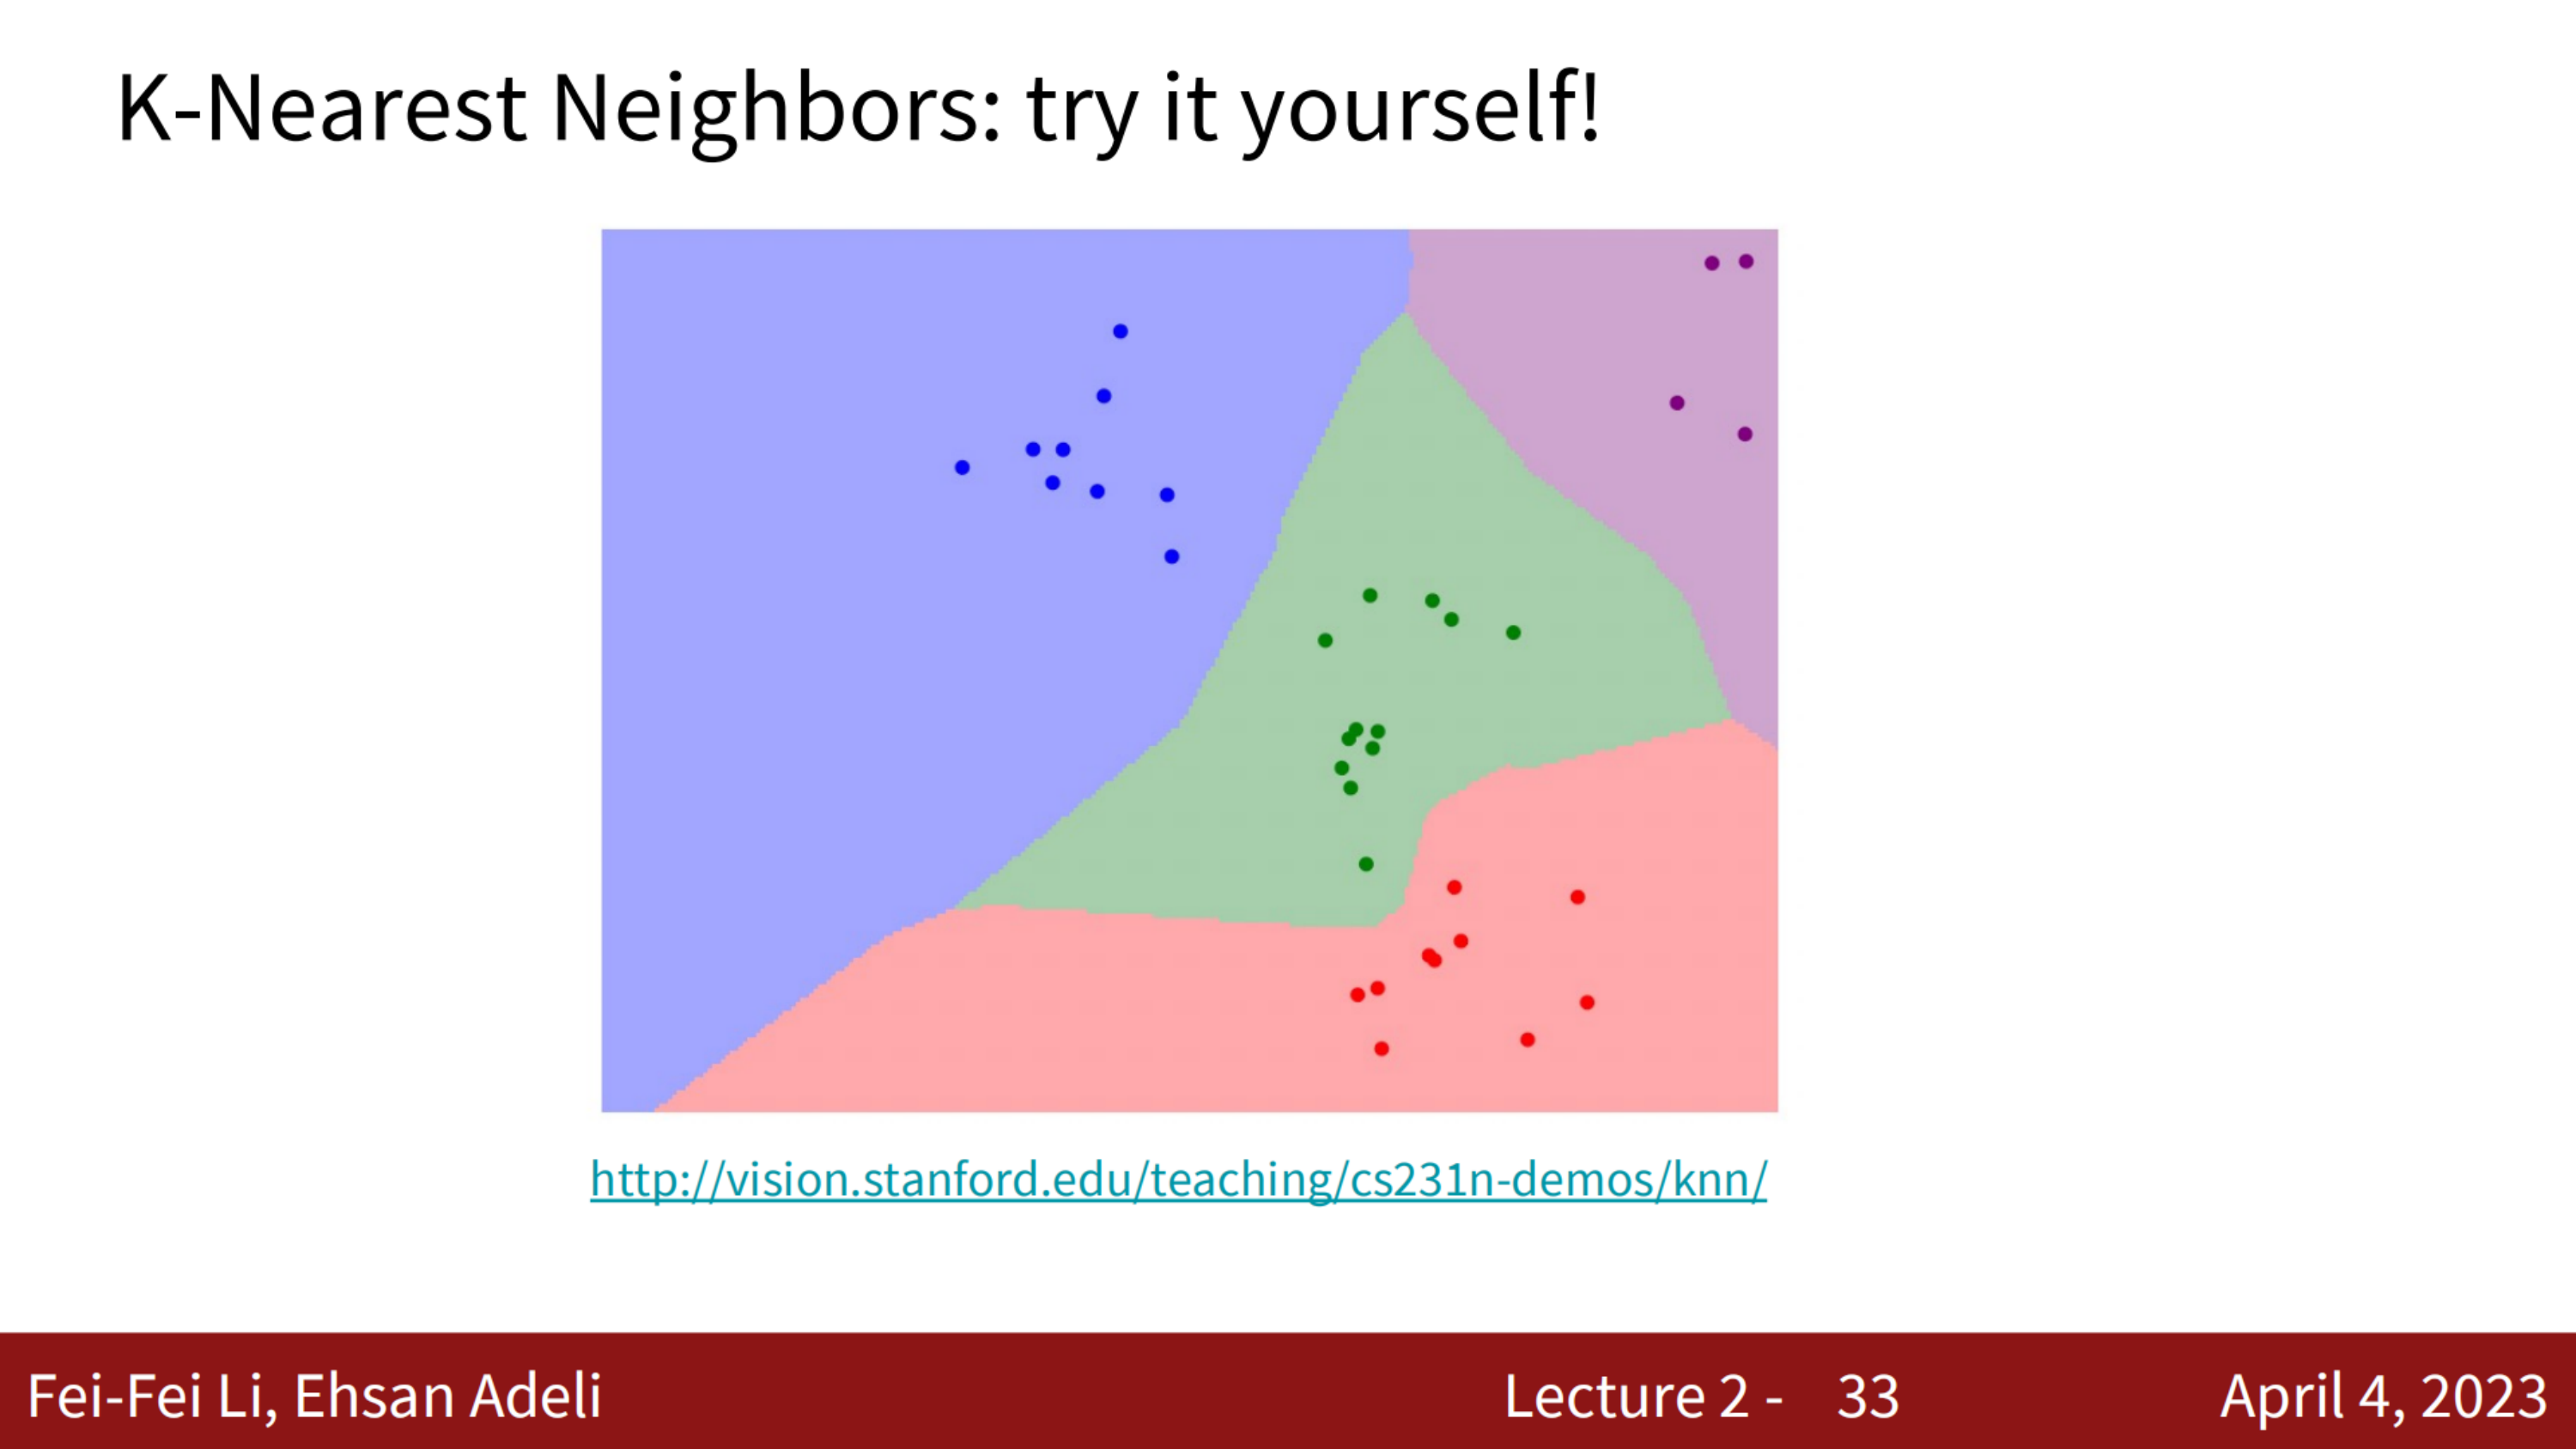 K-Nearest Neighbors: try it yourself!
http://vision.stanford.edu/teaching/cs231n-demos/knn/
Fei-Fei Li, Ehsan Adeli
Lecture 2 - 33
April 4, 2023